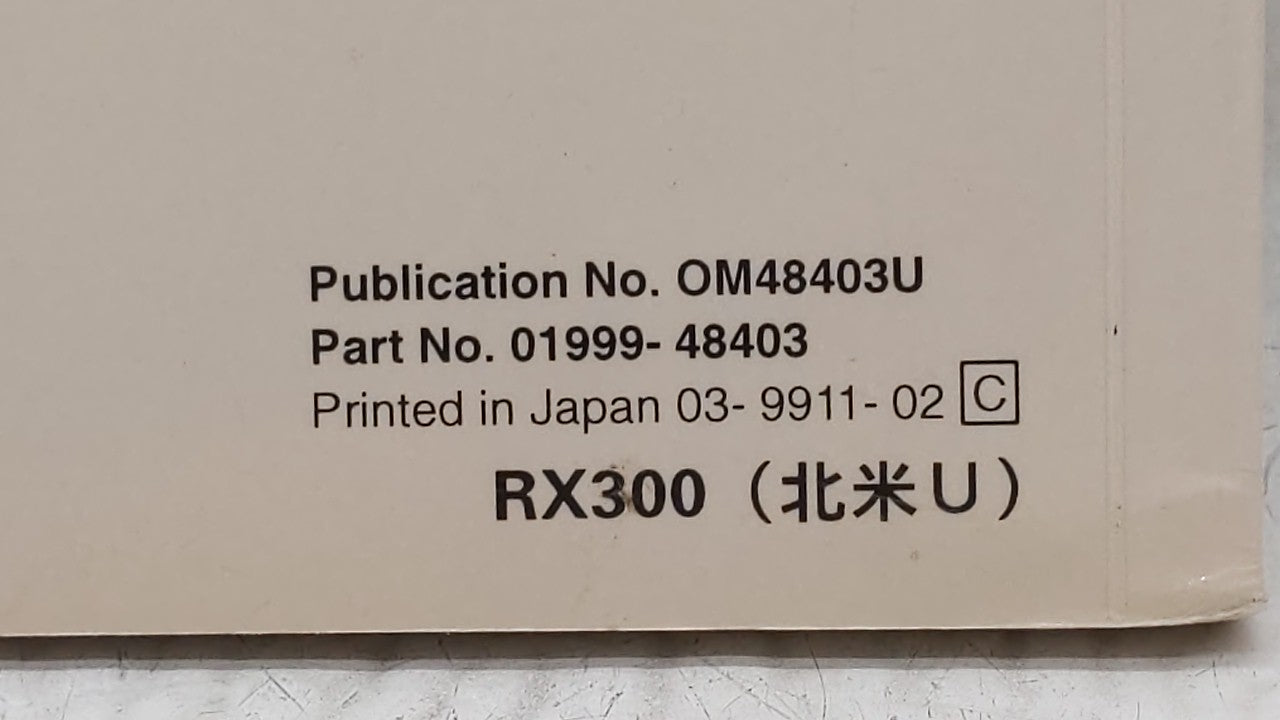 Publication No. OM48403U
Part No. 01999- 48403
Printed in Japan 03- 9911- 02 C
RX300（北米U）